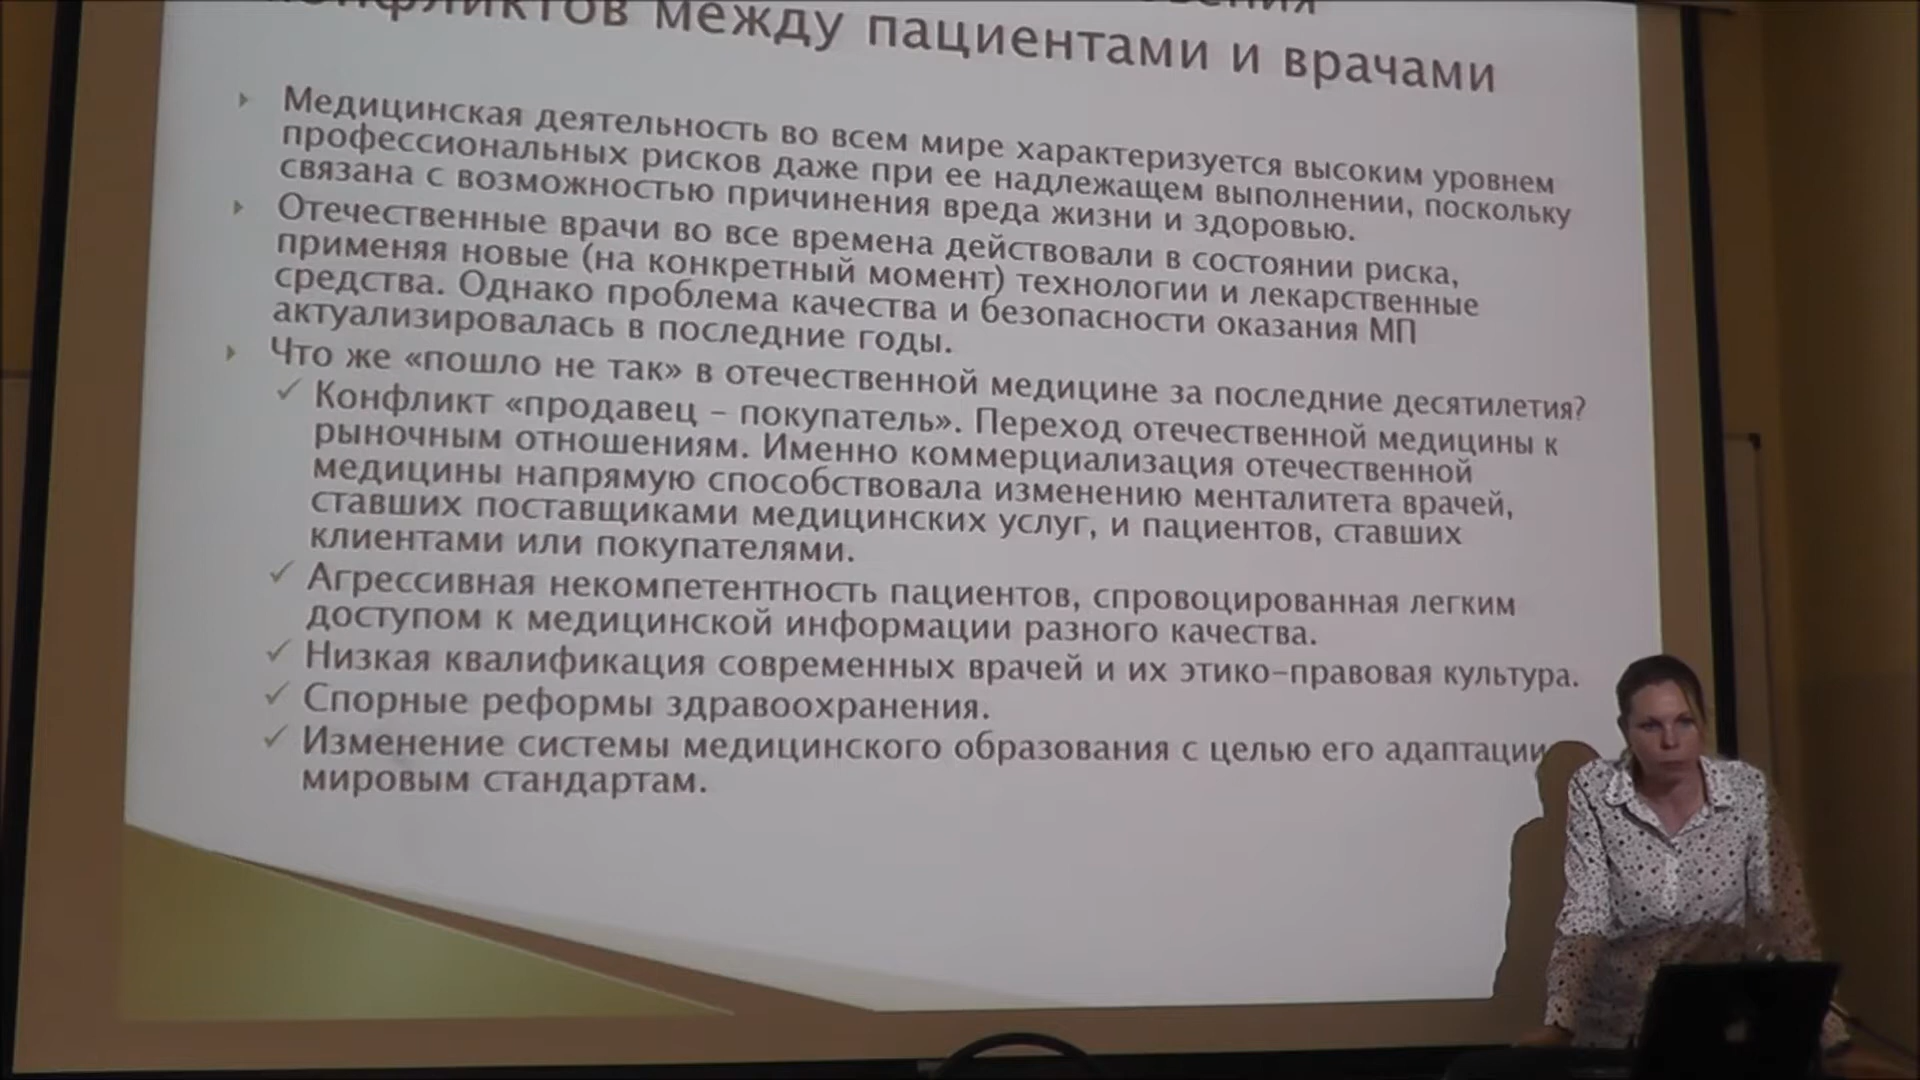 конфликтов между пациентами и врачами
Медицинская деятельность во всем мире характеризуется высоким уровнем
профессиональных рисков даже при ее надлежащем выполнении, поскольку
связана с возможностью причинения вреда жизни и здоровью.
Отечественные врачи во все времена действовали в состоянии риска,
применяя новые (на конкретный момент) технологии и лекарственные
средства. Однако проблема качества и безопасности оказания МП
актуализировалась в последние годы.
Что же «пошло не так» в отечественной медицине за последние десятилетия?
Конфликт «продавец – покупатель». Переход отечественной медицины к
рыночным отношениям. Именно коммерциализация отечественной
медицины напрямую способствовала изменению менталитета врачей,
ставших поставщиками медицинских услуг, и пациентов, ставших
клиентами или покупателями.
Агрессивная некомпетентность пациентов, спровоцированная легким
доступом к медицинской информации разного качества.
Низкая квалификация современных врачей и их этико-правовая культура.
Спорные реформы здравоохранения.
Изменение системы медицинского образования с целью его адаптации
мировым стандартам.